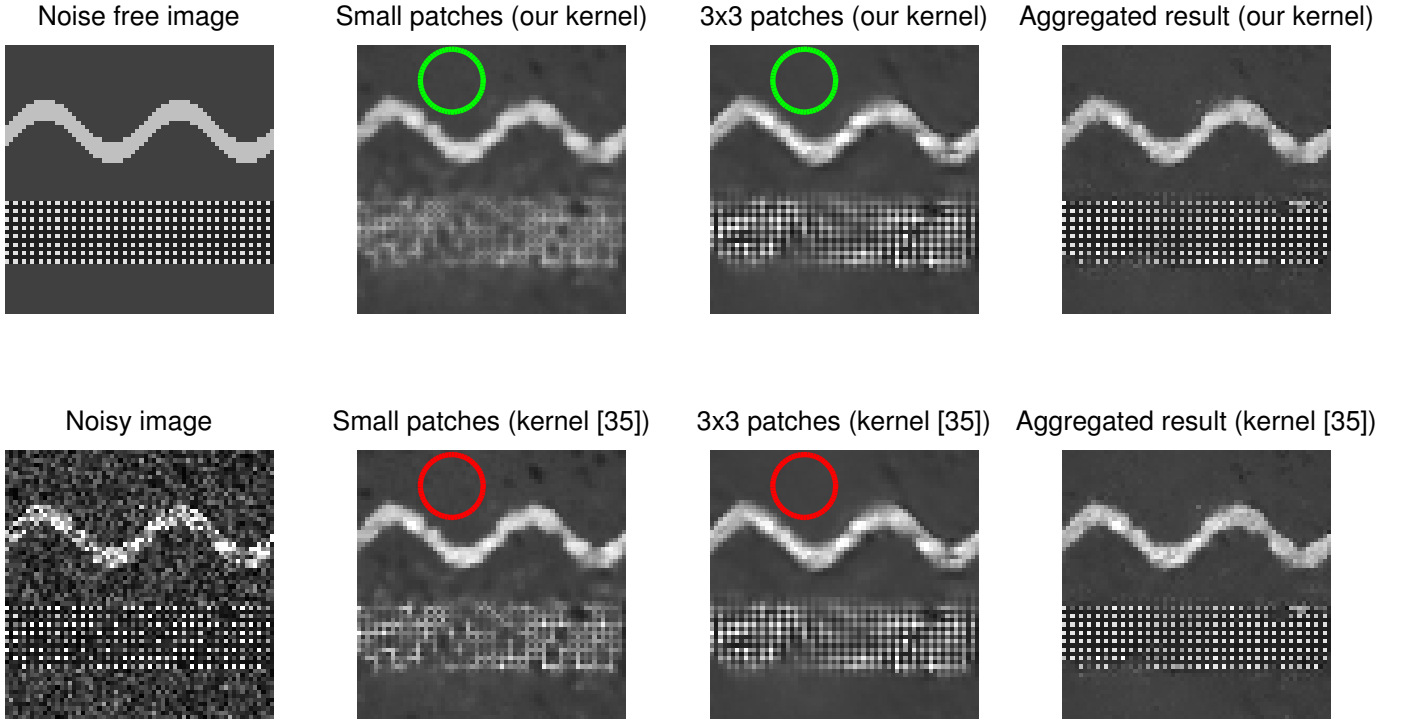 Noise free image
Small patches (our kernel)
3x3 patches (our kernel)
Aggregated result (our kernel)
Noisy image
Small patches (kernel [35])
3x3 patches (kernel [35])
Aggregated result (kernel [35])